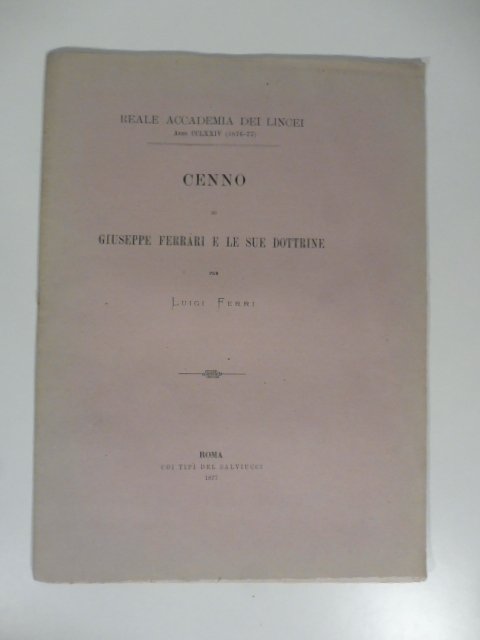 REALE ACCADEMIA DEI LINCEI
ANNO CCLXXIV (1876-77)
CENNO
SU
GIUSEPPE FERRARI E LE SUE DOTTRINE
PER
LUIGI FERRI
ROMA
COI TIPI DEL SALVIUCCI
1877